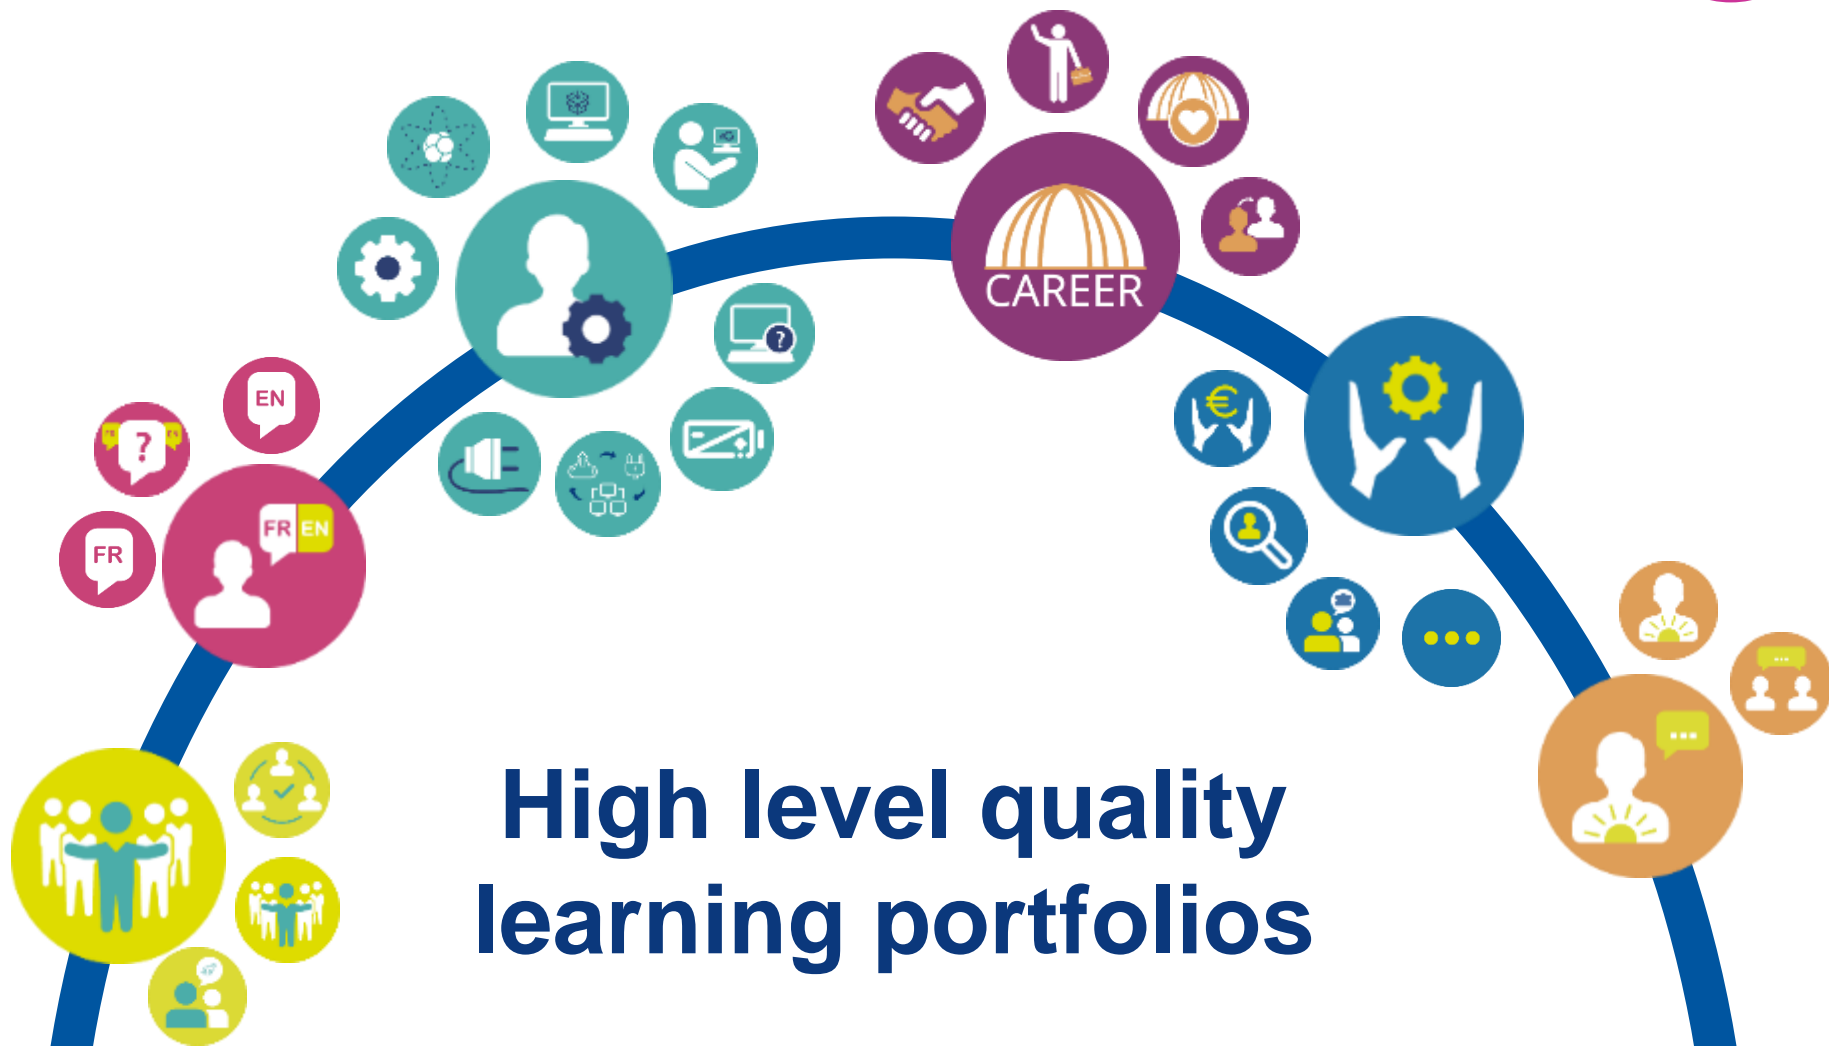 CAREER
EN
?
?
€
FR EN
FR
High level quality
learning portfolios